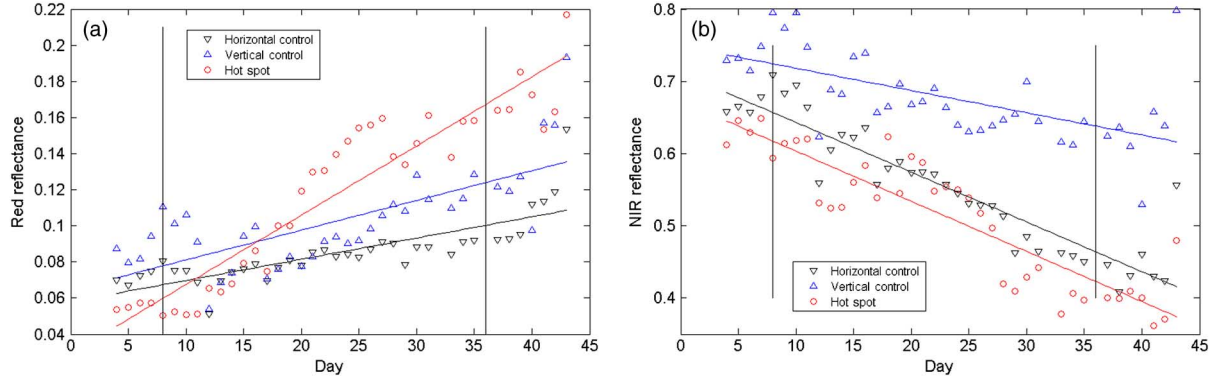 (a)
Red reflectance
0.22
0.2
0.18
0.16
0.14
0.12
0.1
0.08
0.06
0.04
Horizontal control
Vertical control
Hot spot
0 5 10 15 20 25 30 35 40 45
Day
(b)
NIR reflectance
0.8
0.7
0.6
0.5
0.4
Horizontal control
Vertical control
Hot spot
0 5 10 15 20 25 30 35 40 45
Day